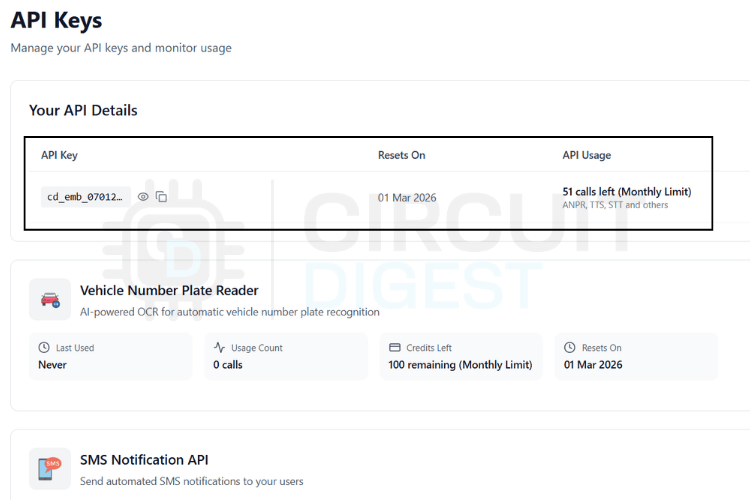 API Keys
Manage your API keys and monitor usage
Your API Details
API Key Resets On API Usage
cd_emb_07012… 01 Mar 2026 51 calls left (Monthly Limit)
ANPR, TTS, STT and others
CIRCUIT
DIGEST
CD
Vehicle Number Plate Reader
AI-powered OCR for automatic vehicle number plate recognition
Last Used Usage Count Credits Left Resets On
Never 0 calls 100 remaining (Monthly Limit) 01 Mar 2026
SMS
SMS Notification API
Send automated SMS notifications to your users